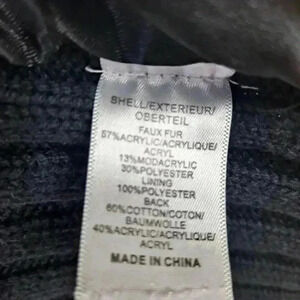 SHELL/EXTERIEUR/
OBERTEIL
FAUX FUR
57%ACRYLIC/ACRYLIQUE/
ACRYL
13%MODACRYLIC
30%POLYESTER
LINING
100%POLYESTER
BACK
60%COTTON/COTON/
BAUMWOLLE
40%ACRYLIC/ACRYLIQUE/
ACRYL
MADE IN CHINA